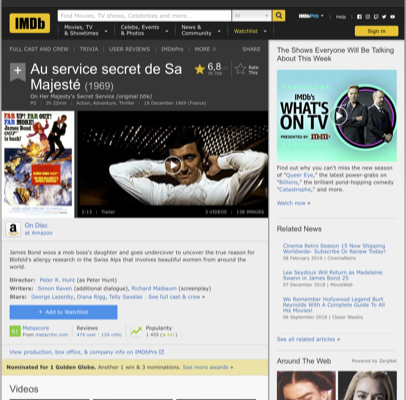 IMDb
Find Movies, TV shows, Celebrities and more...
All
IMDbPro
Help
Movies, TV
& Showtimes
Celebs, Events
& Photos
News &
Community
Watchlist
Sign in
FULL CAST AND CREW | TRIVIA | USER REVIEWS | IMDbPro | MORE
SHARE
Au service secret de Sa
Majesté (1969)
On Her Majesty's Secret Service (original title)
PG | 2h 22min | Action, Adventure, Thriller | 18 December 1969 (France)
6,8
Rate
This
FAR UP! FAR OUT!
FAR MORE!
James Bond
007
is back!
2:13 | Trailer
3 VIDEOS | 138 IMAGES
a
On Disc
at Amazon
James Bond woos a mob boss's daughter and goes undercover to uncover the true reason for
Blofeld's allergy research in the Swiss Alps that involves beautiful women from around the
world.
Director: Peter R. Hunt (as Peter Hunt)
Writers: Simon Raven (additional dialogue), Richard Maibaum (screenplay)
Stars: George Lazenby, Diana Rigg, Telly Savalas | See full cast & crew »
+ Add to Watchlist
61
Metascore
From metacritic.com
Reviews
474 user | 124 critic
Popularity
View production, box office, & company info on IMDbPro
Nominated for 1 Golden Globe. Another 1 win & 3 nominations. See more awards »
Videos
The Shows Everyone Will Be Talking
About This Week
IMDb's
WHAT'S
ON TV
PRESENTED BY m&m's
Find out why you can't miss the new season
of "Queer Eye," the latest power-grabs on
"Billions," the brilliant pond-hopping comedy
"Catastrophe," and more.
Watch now »
Related News
Cinema Retro Season 15 Now Shipping
Worldwide- Subscribe Or Renew Today!
08 February 2019 | CinemaRetro
Lea Seydoux Will Return as Madeleine
Swann in James Bond 25
07 December 2018 | MovieWeb
We Remember Hollywood Legend Burt
Reynolds With A Complete Guide To All
His Movies!
06 September 2018 | Closer Weekly
See all related articles »
Around The Web
Powered by ZergNet